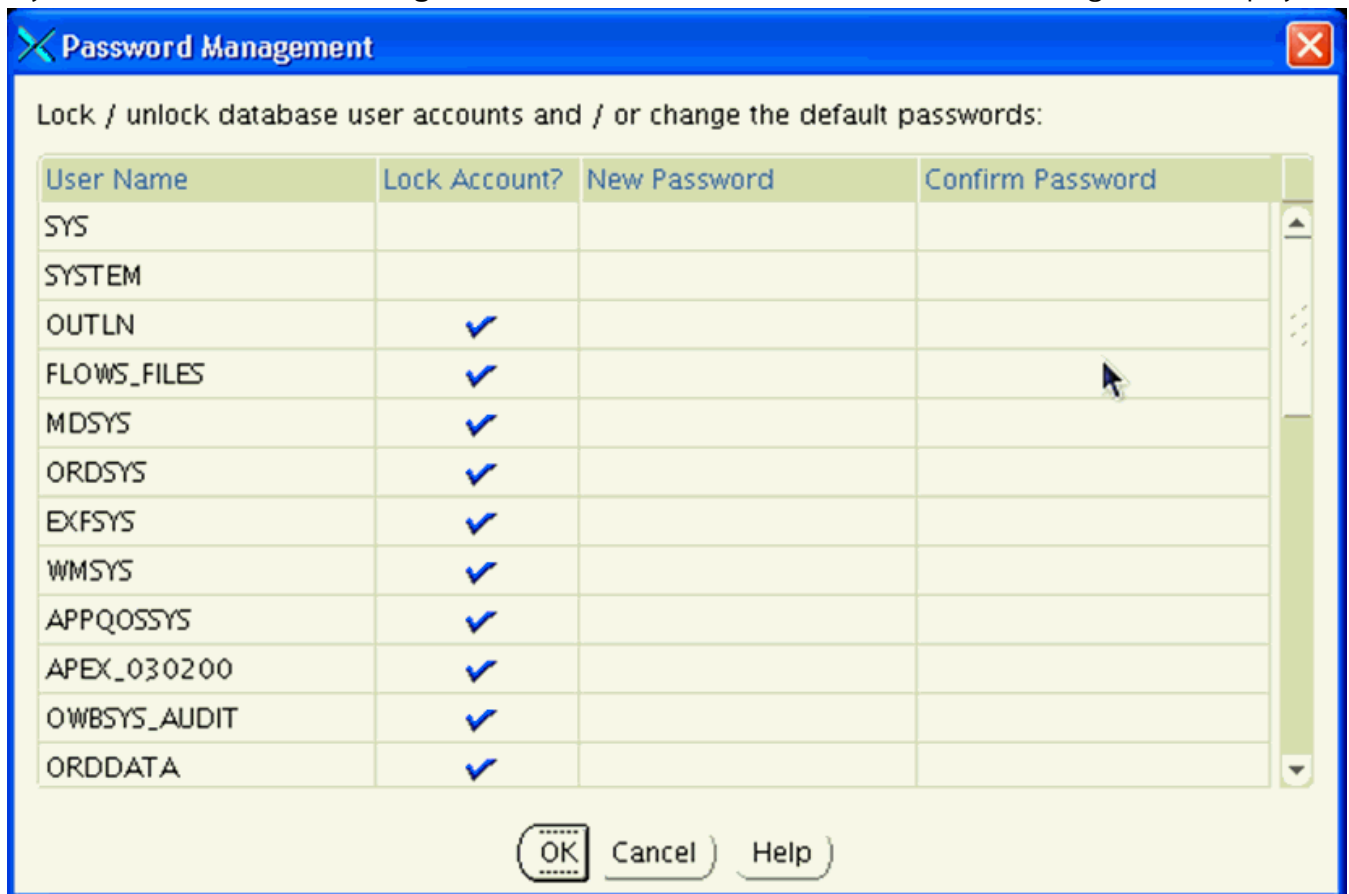 Password Management
Lock / unlock database user accounts and / or change the default passwords:
User Name Lock Account? New Password Confirm Password
SYS
SYSTEM
OUTLN
FLOWS_FILES
MDSYS
ORDSYS
EXFSYS
WMSYS
APPQOSSYS
APEX_030200
OWBSYS_AUDIT
ORDDATA
OK Cancel Help